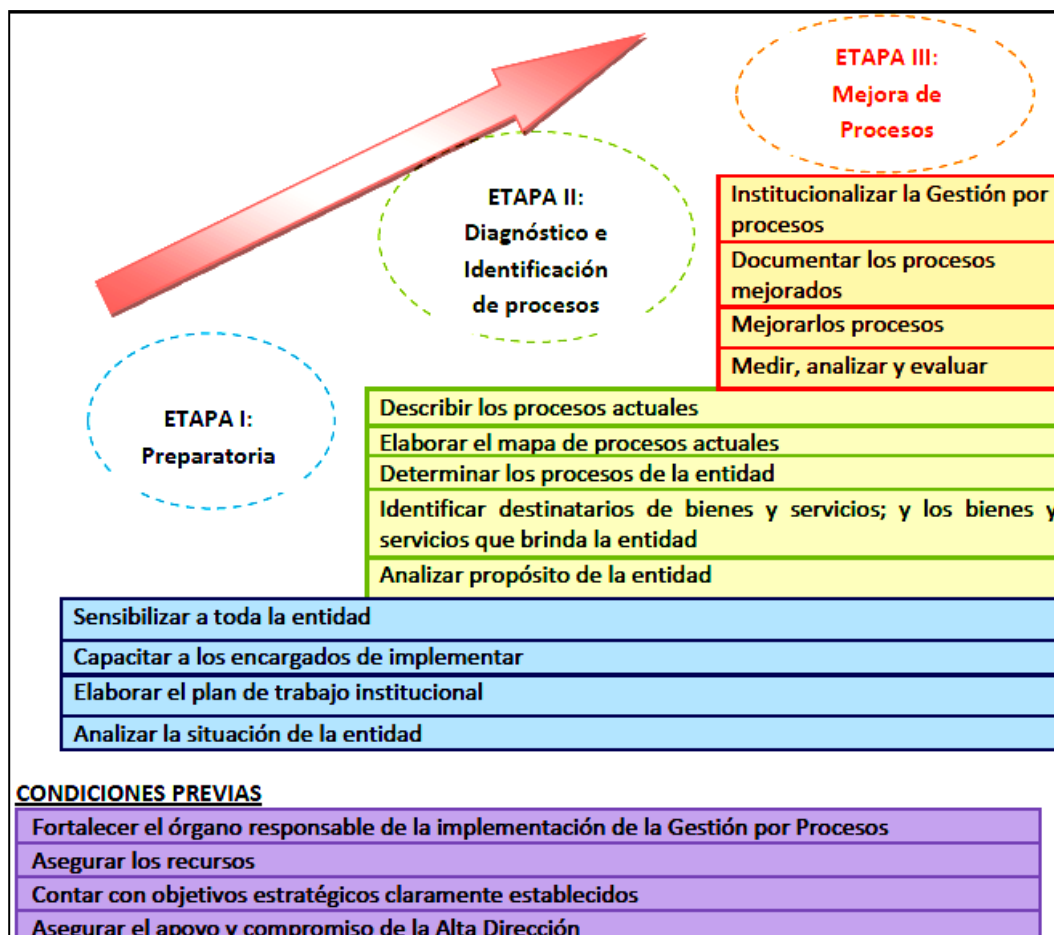 ETAPA III:
Mejora de
Procesos
ETAPA II:
Diagnóstico e
Identificación
de procesos
ETAPA I:
Preparatoria
Institucionalizar la Gestión por
procesos
Documentar los procesos
mejorados
Mejorarlos procesos
Medir, analizar y evaluar
Describir los procesos actuales
Elaborar el mapa de procesos actuales
Determinar los procesos de la entidad
Identificar destinatarios de bienes y servicios; y los bienes y
servicios que brinda la entidad
Analizar propósito de la entidad
Sensibilizar a toda la entidad
Capacitar a los encargados de implementar
Elaborar el plan de trabajo institucional
Analizar la situación de la entidad
CONDICIONES PREVIAS
Fortalecer el órgano responsable de la implementación de la Gestión por Procesos
Asegurar los recursos
Contar con objetivos estratégicos claramente establecidos
Asegurar el apoyo y compromiso de la Alta Dirección